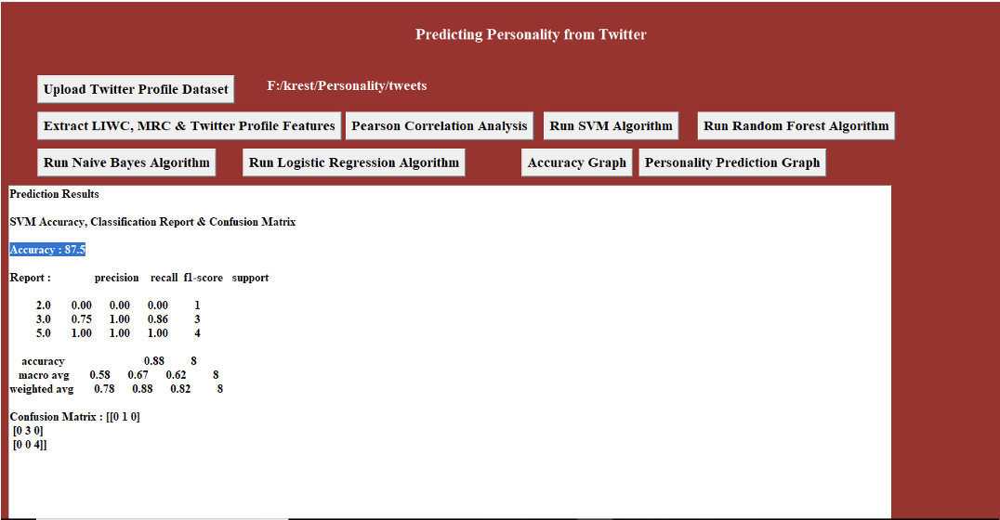 Predicting Personality from Twitter
Upload Twitter Profile Dataset F:/krest/Personality/tweets
Extract LIWC, MRC & Twitter Profile Features Pearson Correlation Analysis Run SVM Algorithm Run Random Forest Algorithm
Run Naive Bayes Algorithm Run Logistic Regression Algorithm Accuracy Graph Personality Prediction Graph
Prediction Results
SVM Accuracy, Classification Report & Confusion Matrix
Accuracy : 87.5
Report : precision recall f1-score support
2.0 0.00 0.00 0.00 1
3.0 0.75 1.00 0.86 3
5.0 1.00 1.00 1.00 4
accuracy 0.88 8
macro avg 0.58 0.67 0.62 8
weighted avg 0.78 0.88 0.82 8
Confusion Matrix : [[0 1 0]
[0 3 0]
[0 0 4]]